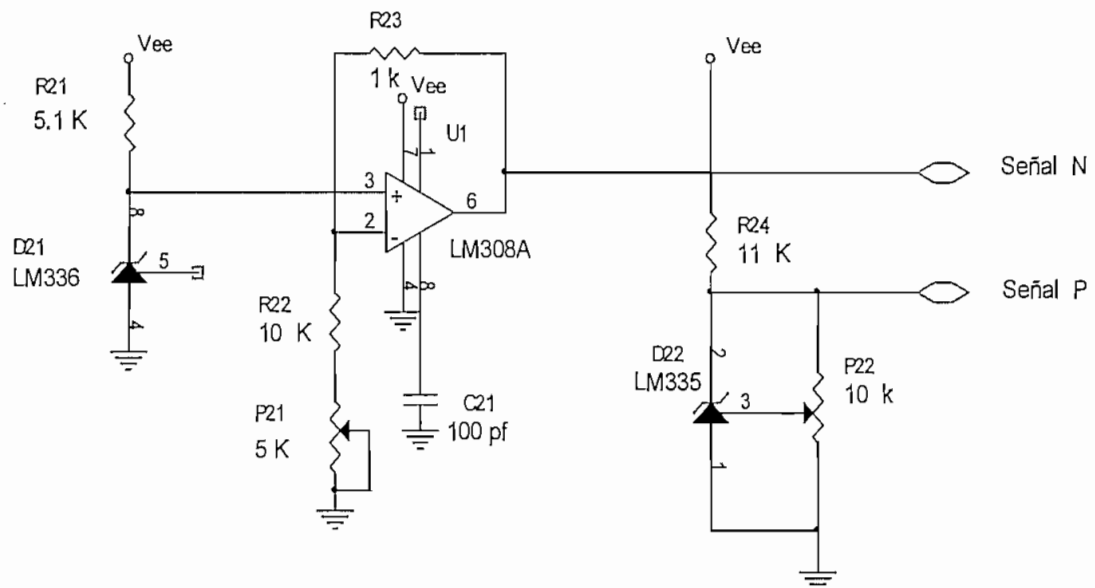 R23
1 k
Vee
R21
5.1 K
Vee
7
1
U1
Vee
3
+
2
-
6
LM308A
4
8
Señal N
8
D21
LM336
5
4
R22
10 K
R24
11 K
Señal P
P21
5 K
C21
100 pf
D22
LM335
2
3
1
P22
10 k